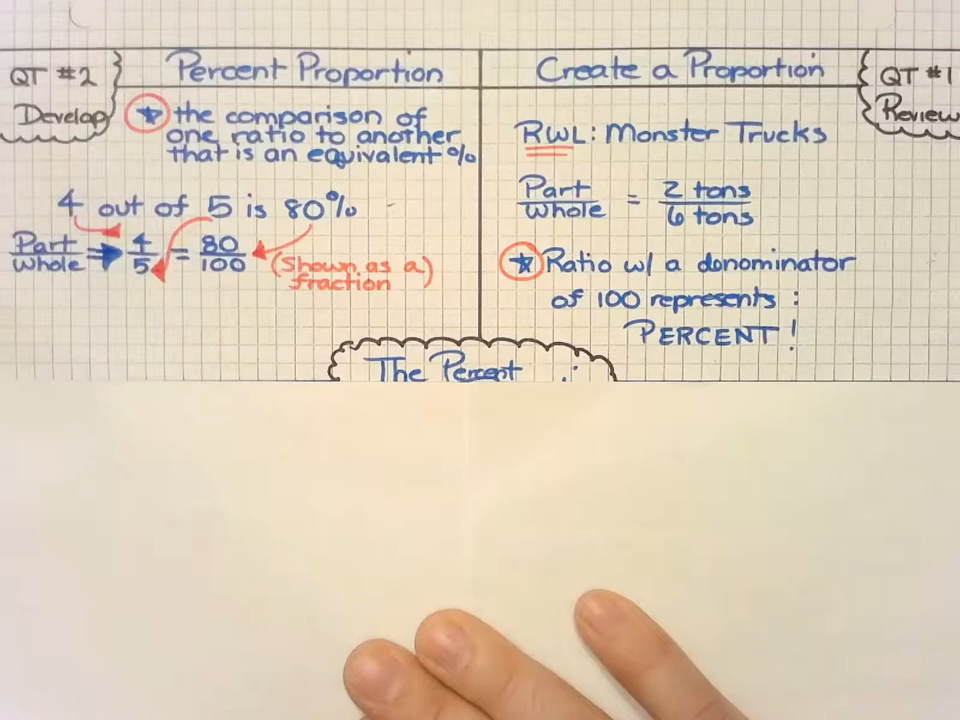 QT #2
Develop
Percent Proportion
★ the comparison of
one ratio to another
that is an equivalent %
4 out of 5 is 80%
Part/Whole ➡ 4/5 = 80/100 (Shown as a fraction)
Create a Proportion
QT #1
Review
RWL: Monster Trucks
Part/Whole = 2 tons/6 tons
★ Ratio w/ a denominator
of 100 represents:
PERCENT!
The Percent